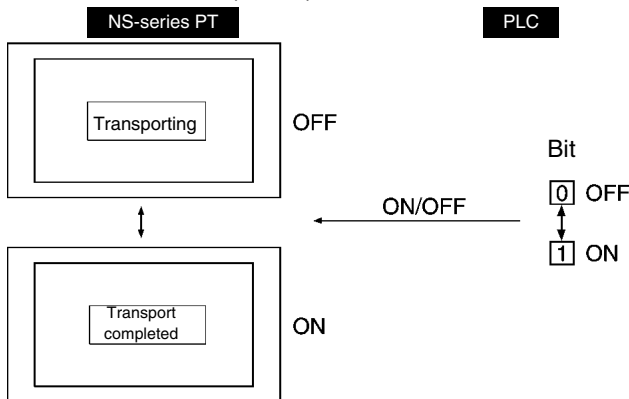 NS-series PT
PLC
Transporting
OFF
Bit
0 OFF
ON/OFF
1 ON
Transport
completed
ON